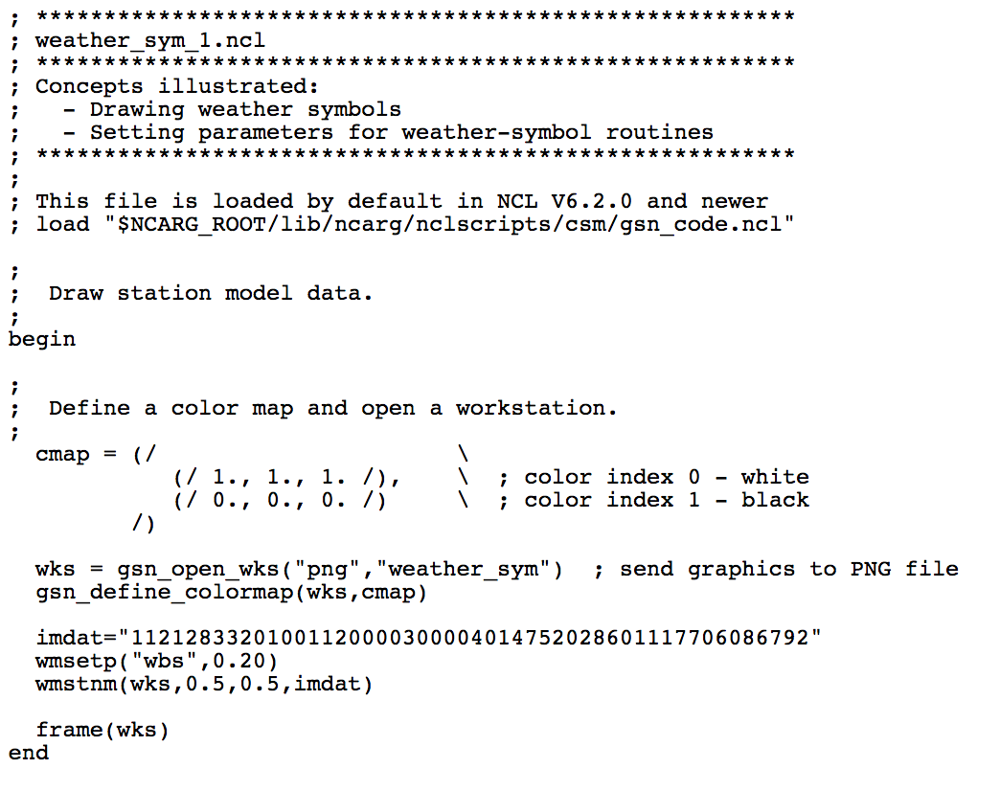 ; ********************************************************
; weather_sym_1.ncl
; ********************************************************
; Concepts illustrated:
;   - Drawing weather symbols
;   - Setting parameters for weather-symbol routines
; ********************************************************
;
; This file is loaded by default in NCL V6.2.0 and newer
; load "$NCARG_ROOT/lib/ncarg/nclscripts/csm/gsn_code.ncl"
;
;  Draw station model data.
;
begin
;
;  Define a color map and open a workstation.
;
  cmap = (/                      \
            (/ 1., 1., 1. /),    \  ; color index 0 - white
            (/ 0., 0., 0. /)     \  ; color index 1 - black
         /)
  wks = gsn_open_wks("png","weather_sym")  ; send graphics to PNG file
  gsn_define_colormap(wks,cmap)
  imdat="11212833201001120000300004014752028601117706086792"
  wmsetp("wbs",0.20)
  wmstnm(wks,0.5,0.5,imdat)
  frame(wks)
end